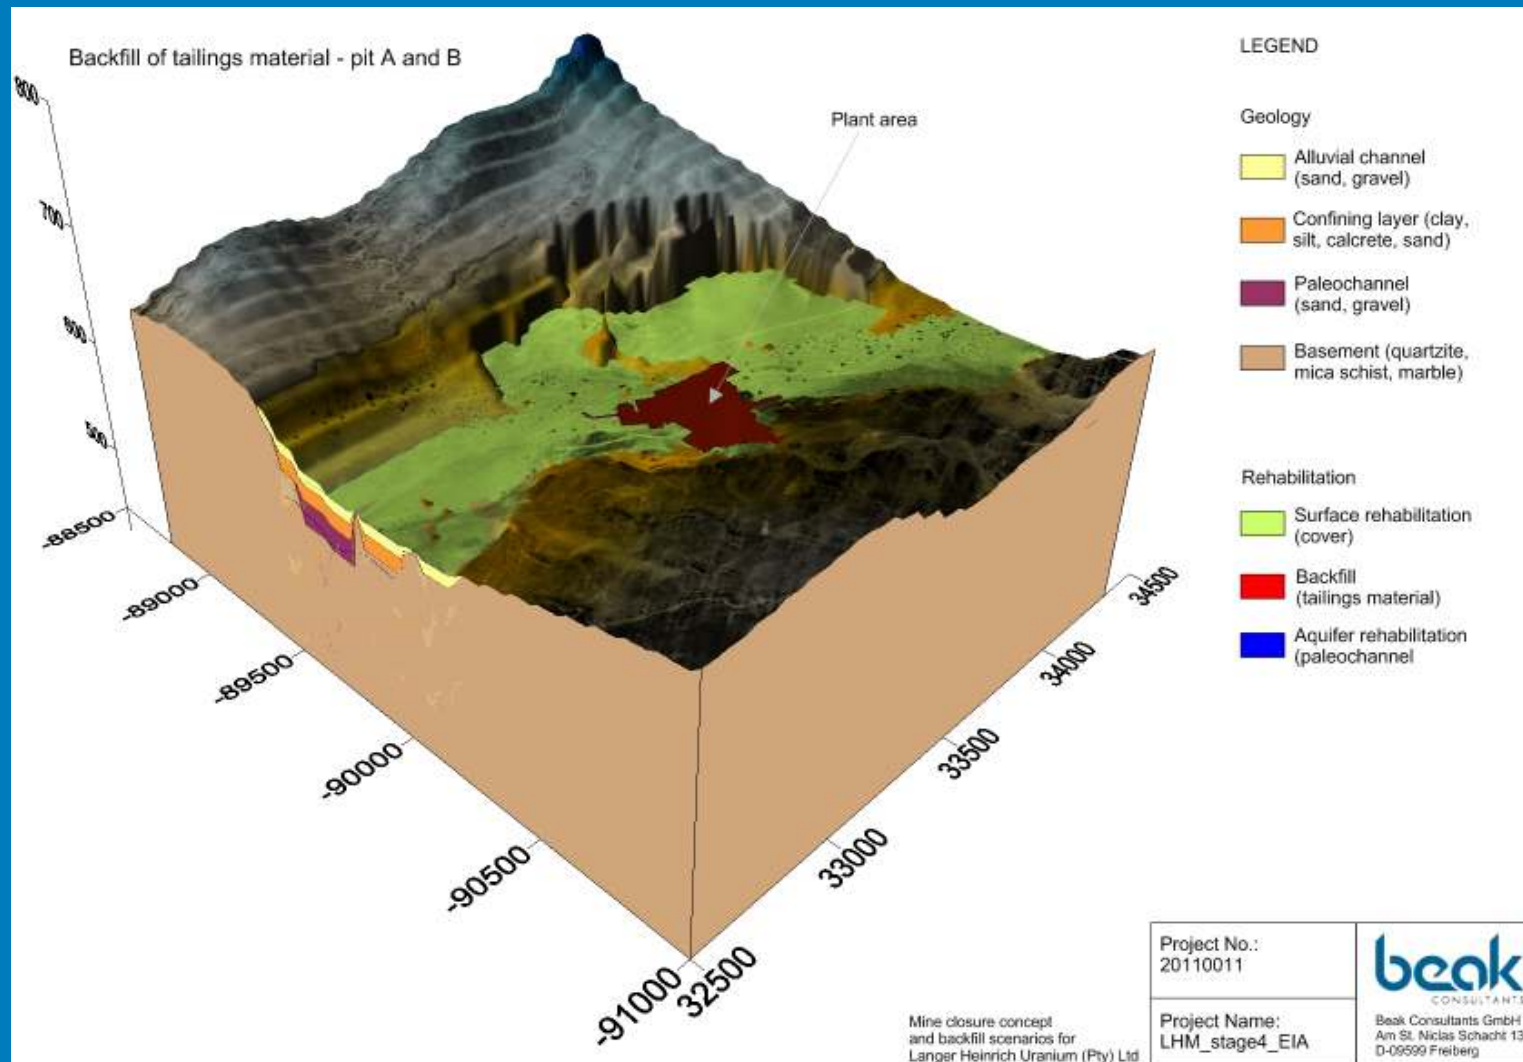 Backfill of tailings material - pit A and B
Plant area
800
700
600
500
-88500
-89000
-89500
-90000
-90500
-91000
32500
33000
33500
34000
34500
LEGEND
Geology
Alluvial channel
(sand, gravel)
Confining layer (clay,
silt, calcrete, sand)
Paleochannel
(sand, gravel)
Basement (quartzite,
mica schist, marble)
Rehabilitation
Surface rehabilitation
(cover)
Backfill
(tailings material)
Aquifer rehabilitation
(paleochannel
Mine closure concept
and backfill scenarios for
Langer Heinrich Uranium (Pty) Ltd
Project No.:
20110011
Project Name:
LHM_stage4_EIA
beak
CONSULTANTS
Beak Consultants GmbH
Am St. Niclas Schacht 13
D-09599 Freiberg